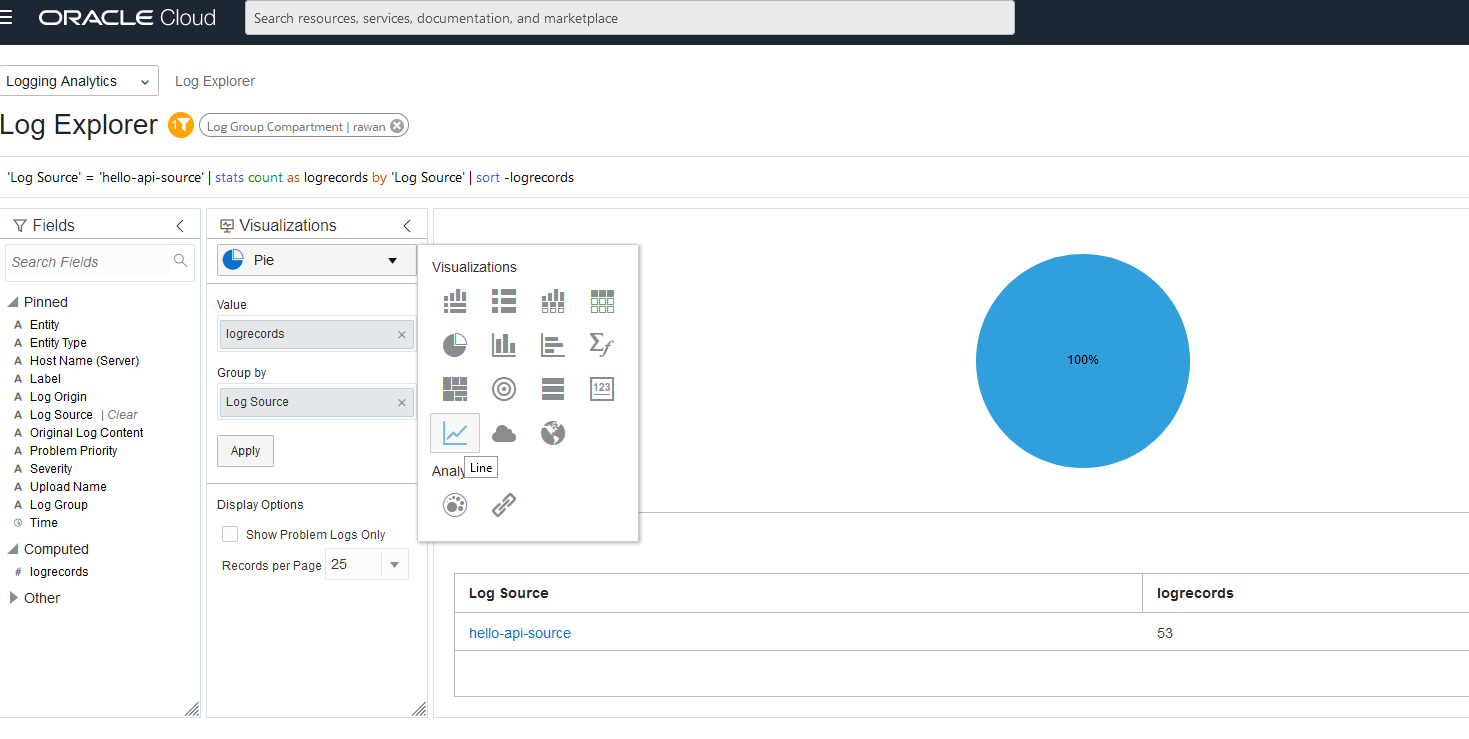 ORACLE Cloud
Search resources, services, documentation, and marketplace
Logging Analytics
Log Explorer
Log Explorer
1
Log Group Compartment | rawan
'Log Source' = 'hello-api-source' | stats count as logrecords by 'Log Source' | sort -logrecords
Fields
Search Fields
Pinned
A Entity
A Entity Type
A Host Name (Server)
A Label
A Log Origin
A Log Source | Clear
A Original Log Content
A Problem Priority
A Severity
A Upload Name
A Log Group
Time
Computed
# logrecords
Other
Visualizations
Pie
Value
logrecords
Group by
Log Source
Apply
Display Options
Show Problem Logs Only
Records per Page 25
Visualizations
123
Line
100%
Log Source
logrecords
hello-api-source
53